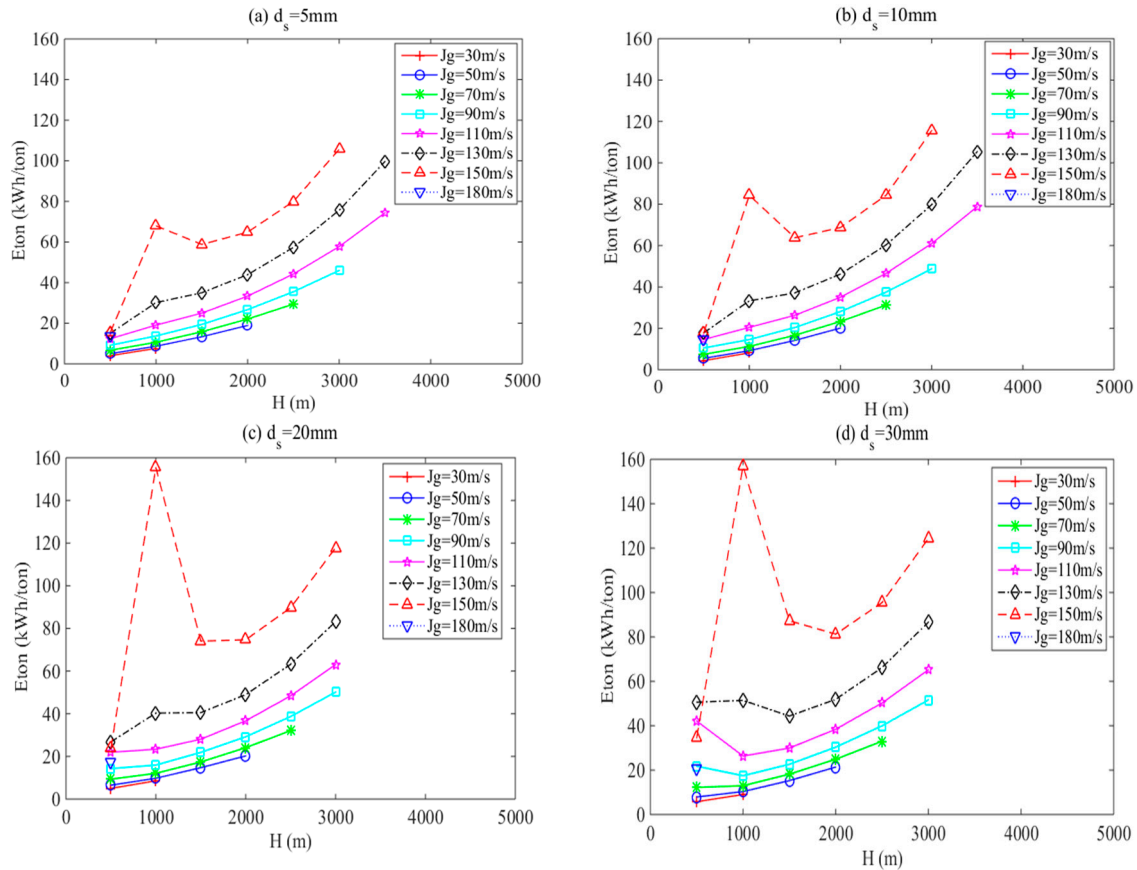 (a) d_s=5mm
160
140
120
100
80
60
40
20
0
Eton (kWh/ton)
Jg=30m/s
Jg=50m/s
Jg=70m/s
Jg=90m/s
Jg=110m/s
Jg=130m/s
Jg=150m/s
Jg=180m/s
0 1000 2000 3000 4000 5000
H (m)
(b) d_s=10mm
160
140
120
100
80
60
40
20
0
Eton (kWh/ton)
Jg=30m/s
Jg=50m/s
Jg=70m/s
Jg=90m/s
Jg=110m/s
Jg=130m/s
Jg=150m/s
Jg=180m/s
0 1000 2000 3000 4000 5000
H (m)
(c) d_s=20mm
160
140
120
100
80
60
40
20
0
Eton (kWh/ton)
Jg=30m/s
Jg=50m/s
Jg=70m/s
Jg=90m/s
Jg=110m/s
Jg=130m/s
Jg=150m/s
Jg=180m/s
0 1000 2000 3000 4000 5000
H (m)
(d) d_s=30mm
160
140
120
100
80
60
40
20
0
Eton (kWh/ton)
Jg=30m/s
Jg=50m/s
Jg=70m/s
Jg=90m/s
Jg=110m/s
Jg=130m/s
Jg=150m/s
Jg=180m/s
0 1000 2000 3000 4000 5000
H (m)